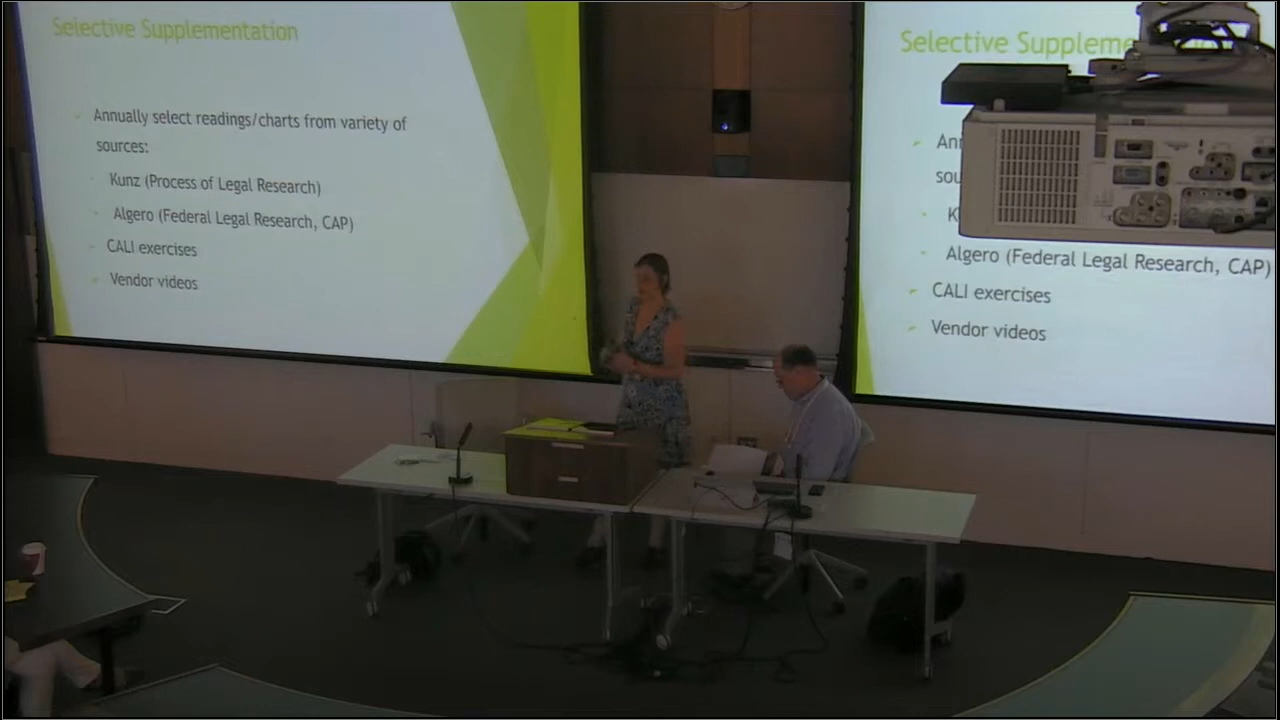 Selective Supplementation
Annually select readings/charts from variety of
sources:
Kunz (Process of Legal Research)
Algero (Federal Legal Research, CAP)
CALI exercises
Vendor videos
Selective Suppleme
Ann
sou
K
Algero (Federal Legal Research, CAP)
CALI exercises
Vendor videos